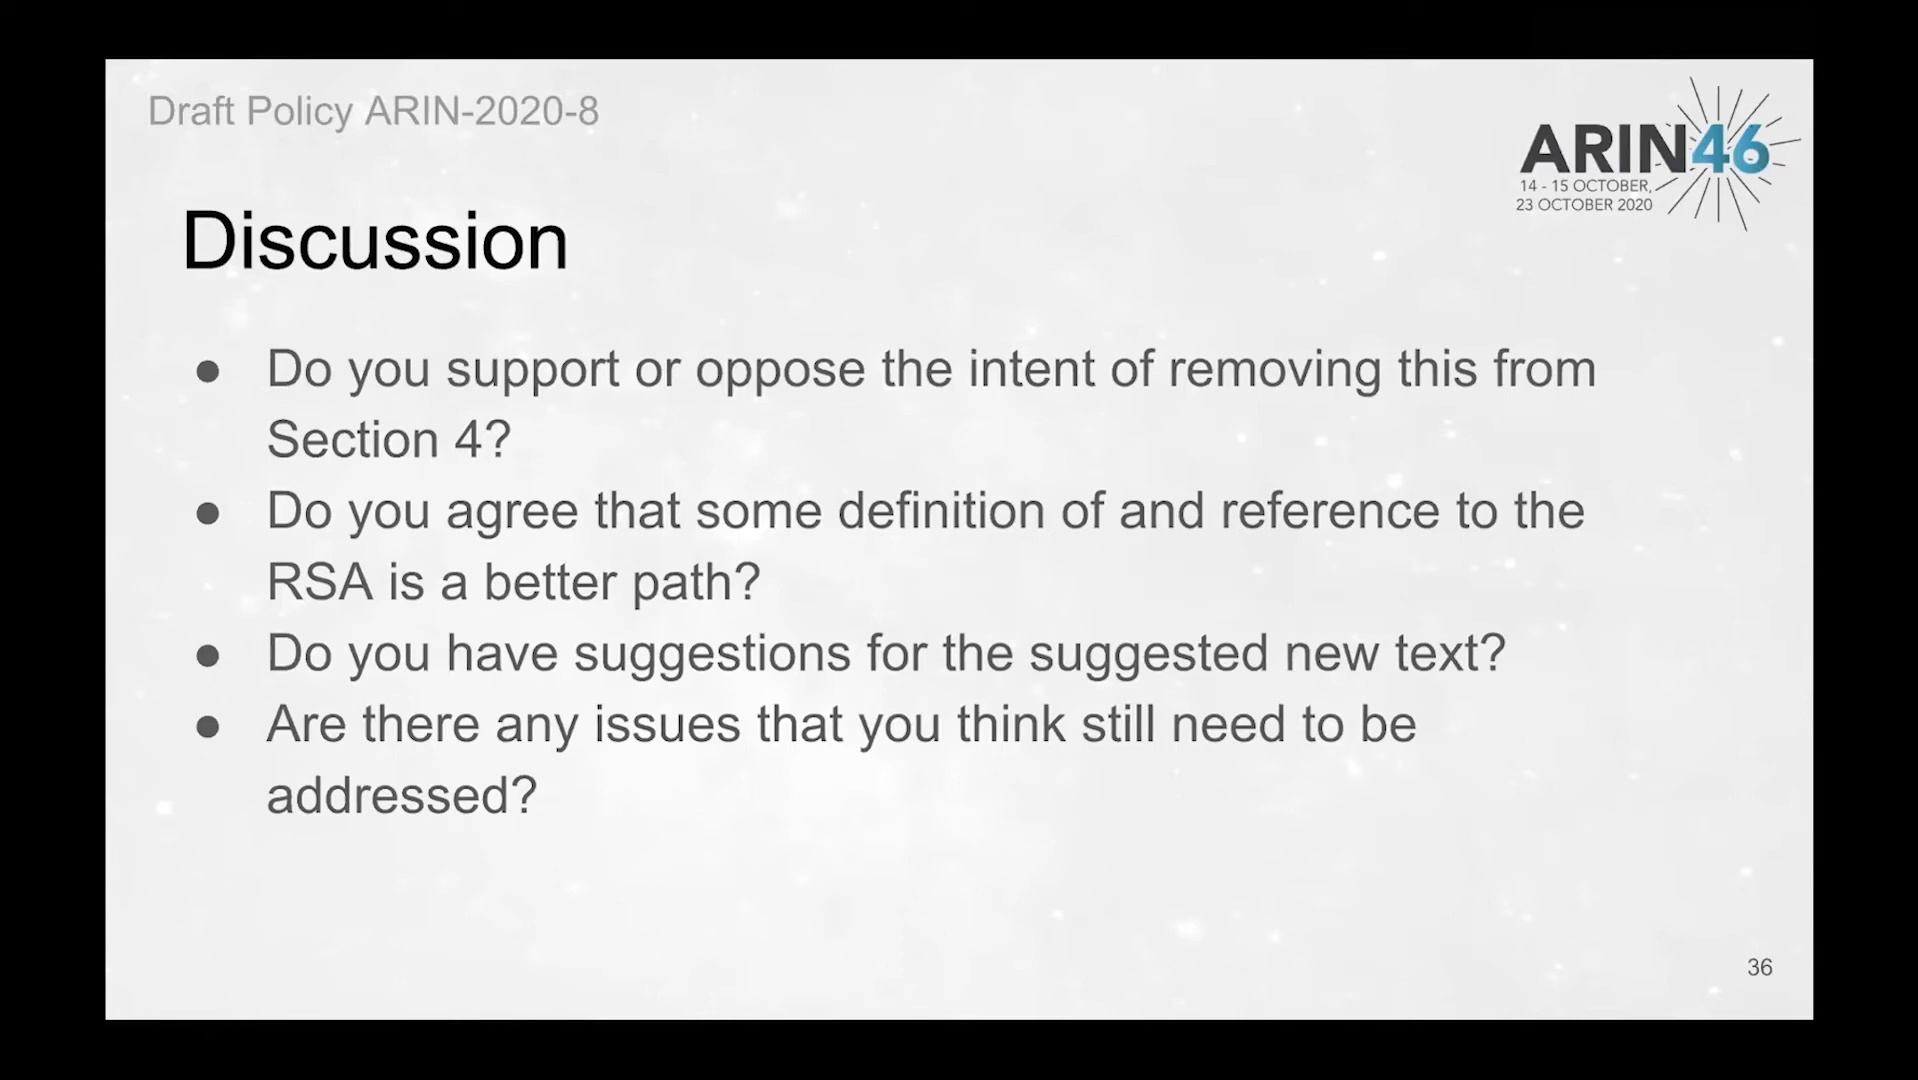 Draft Policy ARIN-2020-8
ARIN46
14 - 15 OCTOBER,
23 OCTOBER 2020
Discussion
● Do you support or oppose the intent of removing this from
Section 4?
● Do you agree that some definition of and reference to the
RSA is a better path?
● Do you have suggestions for the suggested new text?
● Are there any issues that you think still need to be
addressed?
36